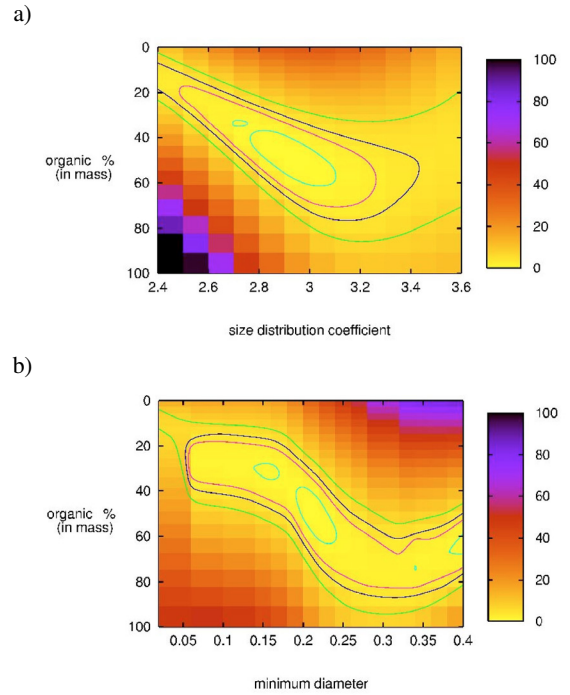 a)
0
20
40
60
80
100
organic %
(in mass)
2.4 2.6 2.8 3 3.2 3.4 3.6
size distribution coefficient
100
80
60
40
20
0
b)
0
20
40
60
80
100
organic %
(in mass)
0.05 0.1 0.15 0.2 0.25 0.3 0.35 0.4
minimum diameter
100
80
60
40
20
0